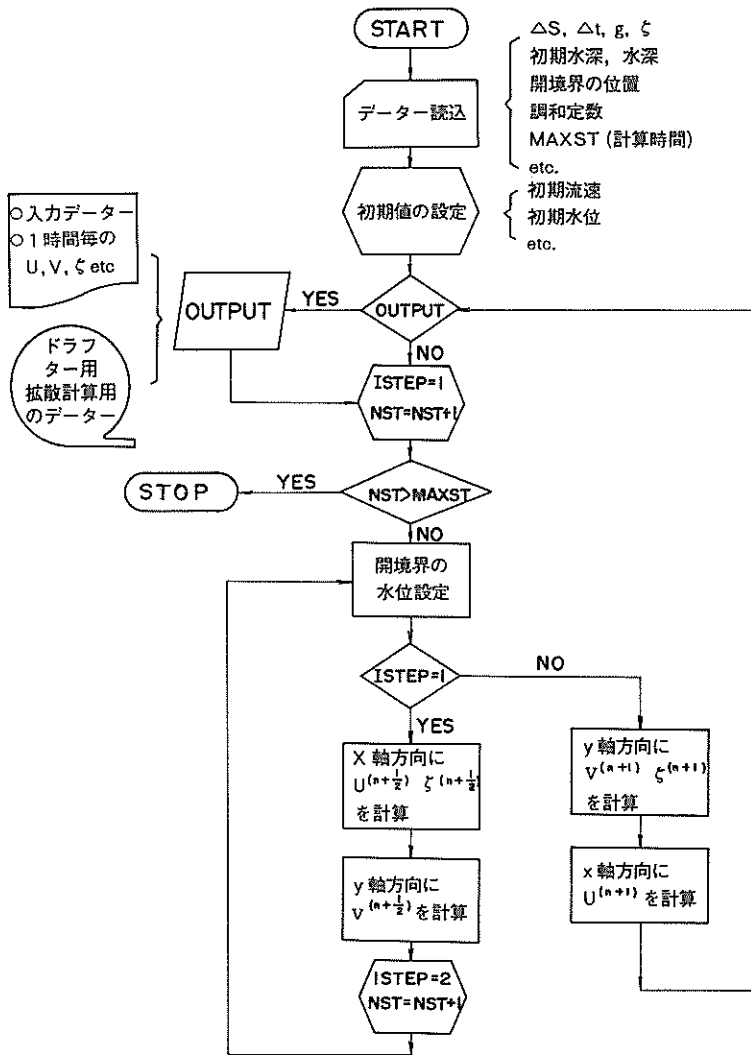 START
データー読込
△S, △t, g, ζ
初期水深, 水深
開境界の位置
調和定数
MAXST (計算時間)
etc.
初期値の設定
初期流速
初期水位
etc.
○入力データー
○1時間毎の
U, V, ζ etc
ドラフ
ター用
拡散計算用
のデーター
OUTPUT
YES
OUTPUT
NO
ISTEP=1
NST=NST+1
STOP
YES
NST>MAXST
NO
開境界の
水位設定
ISTEP=1
NO
YES
X 軸方向に
U^(n+1/2) ζ^(n+1/2)
を計算
y 軸方向に
V^(n+1/2) を計算
ISTEP=2
NST=NST+1
y 軸方向に
V^(n+1) ζ^(n+1)
を計算
x 軸方向に
U^(n+1) を計算